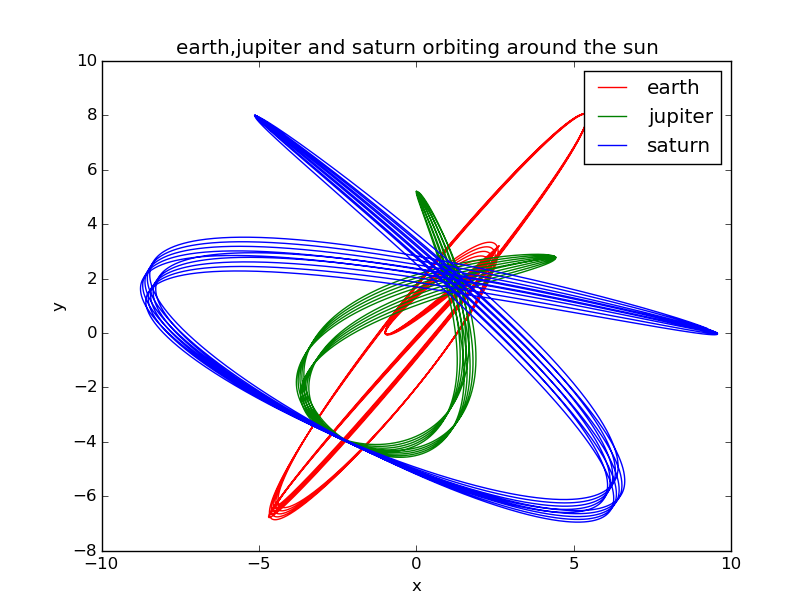 earth,jupiter and saturn orbiting around the sun
earth
jupiter
saturn
10
8
6
4
2
0
−2
−4
−6
−8
y
−10
−5
0
5
10
x